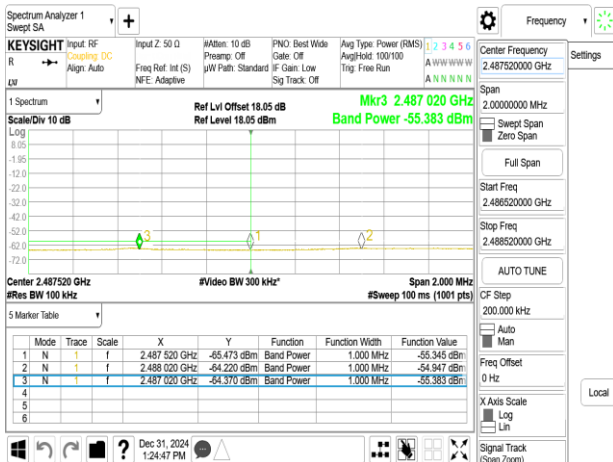 Spectrum Analyzer 1
Swept SA
+
Frequency
Settings
KEYSIGHT
R
LXI
Input: RF
Coupling: DC
Align: Auto
Input Z: 50 Ω
Freq Ref: Int (S)
NFE: Adaptive
#Atten: 10 dB
Preamp: Off
µW Path: Standard
PNO: Best Wide
Gate: Off
IF Gain: Low
Sig Track: Off
Avg Type: Power (RMS)
Avg|Hold: 100/100
Trig: Free Run
1 2 3 4 5 6
A W W W W W
A N N N N N
1 Spectrum
Scale/Div 10 dB
Ref Lvl Offset 18.05 dB
Ref Level 18.05 dBm
Mkr3 2.487 020 GHz
Band Power -55.383 dBm
Log
8.05
-1.95
-12.0
-22.0
-32.0
-42.0
-52.0
-62.0
-72.0
3
1
2
Center 2.487520 GHz
#Res BW 100 kHz
#Video BW 300 kHz*
Span 2.000 MHz
#Sweep 100 ms (1001 pts)
5 Marker Table
Mode Trace Scale X Y Function Function Width Function Value
1 N 1 f 2.487 520 GHz -65.473 dBm Band Power 1.000 MHz -55.345 dBm
2 N 1 f 2.488 020 GHz -64.220 dBm Band Power 1.000 MHz -54.947 dBm
3 N 1 f 2.487 020 GHz -64.370 dBm Band Power 1.000 MHz -55.383 dBm
4
5
6
?
Dec 31, 2024
1:24:47 PM
Center Frequency
2.487520000 GHz
Span
2.00000000 MHz
Swept Span
Zero Span
Full Span
Start Freq
2.486520000 GHz
Stop Freq
2.488520000 GHz
AUTO TUNE
CF Step
200.000 kHz
Auto
Man
Freq Offset
0 Hz
X Axis Scale
Log
Lin
Signal Track
(Span Zoom)
Local